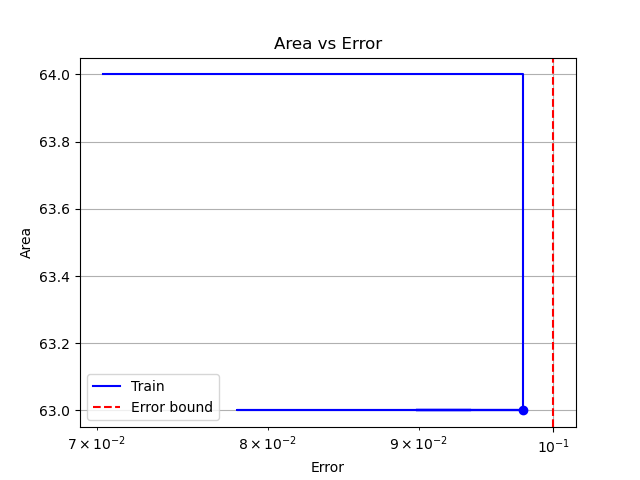 Area vs Error
64.0
63.8
63.6
63.4
63.2
63.0
Area
Train
Error bound
7 × 10⁻²
8 × 10⁻²
9 × 10⁻²
10⁻¹
Error